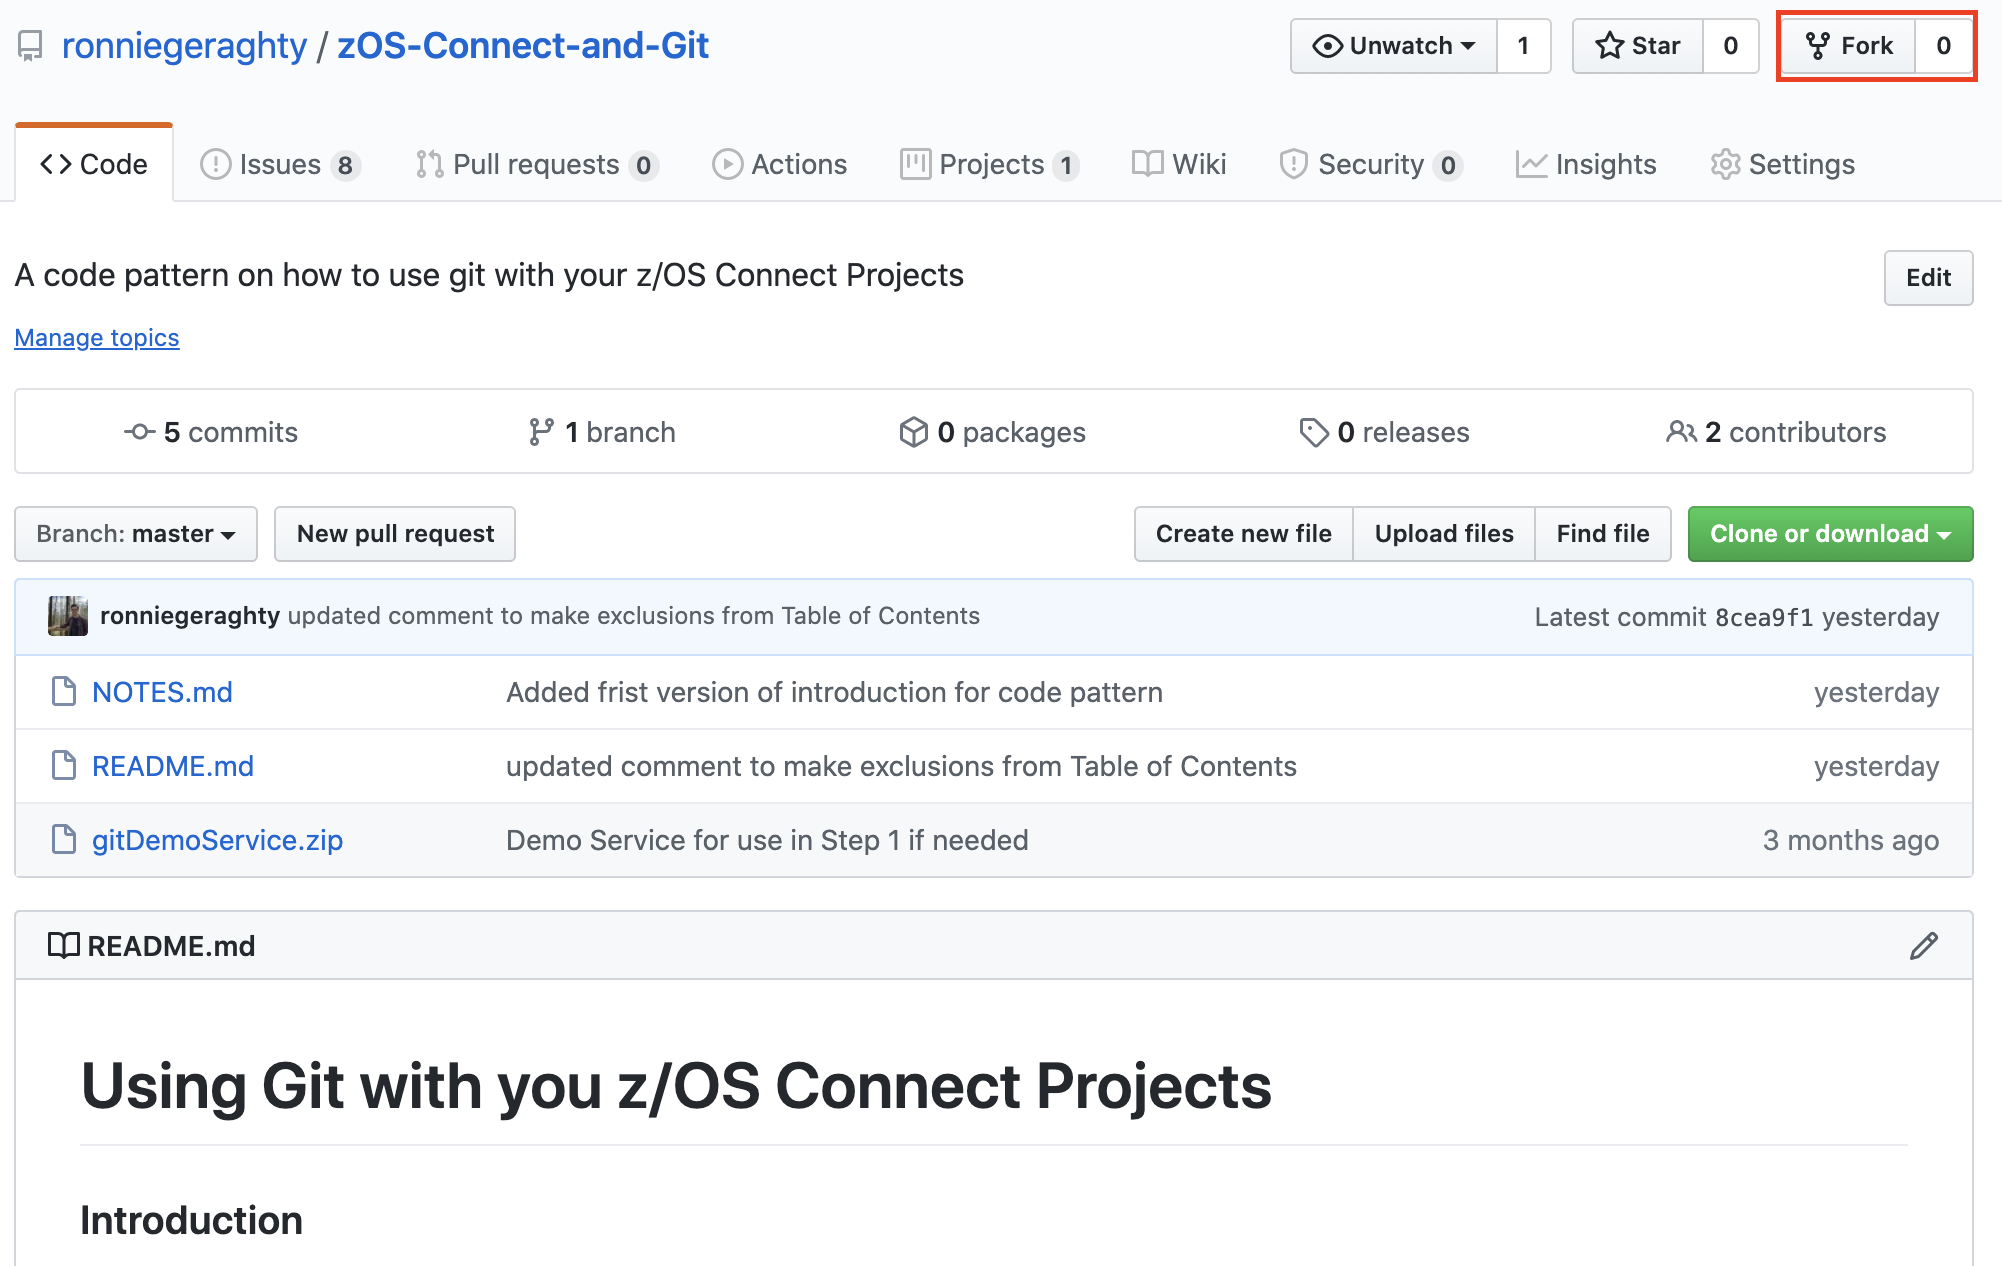 ronniegeraghty / zOS-Connect-and-Git Unwatch 1 Star 0 Fork 0
Code Issues 8 Pull requests 0 Actions Projects 1 Wiki Security 0 Insights Settings
A code pattern on how to use git with your z/OS Connect Projects Edit
Manage topics
5 commits 1 branch 0 packages 0 releases 2 contributors
Branch: master New pull request Create new file Upload files Find file Clone or download
ronniegeraghty updated comment to make exclusions from Table of Contents Latest commit 8cea9f1 yesterday
NOTES.md Added frist version of introduction for code pattern yesterday
README.md updated comment to make exclusions from Table of Contents yesterday
gitDemoService.zip Demo Service for use in Step 1 if needed 3 months ago
README.md
Using Git with you z/OS Connect Projects
Introduction